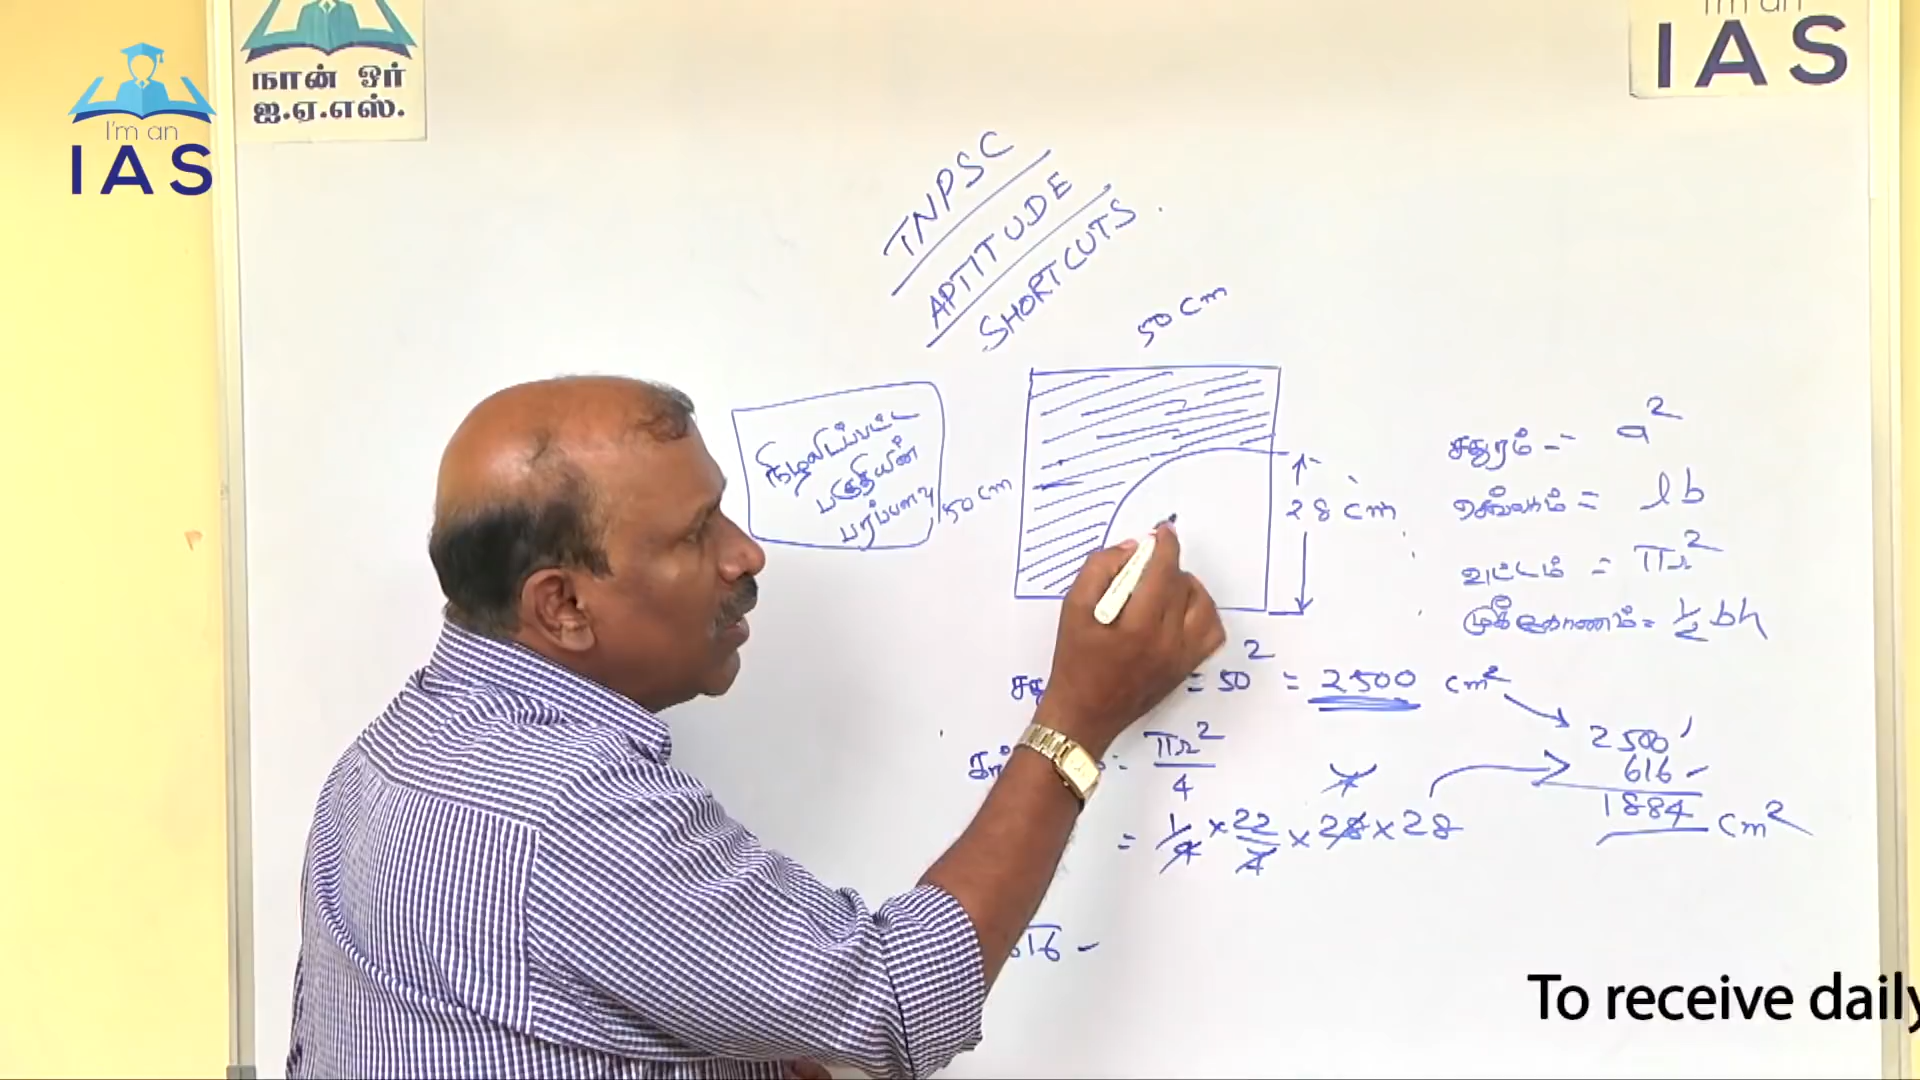 I'm an
IAS
நான் ஓர்
ஐ.ஏ.எஸ்.
I'm an
IAS
TNPSC
APTITUDE
SHORTCUTS
50 cm
நிழலிடப்பட்ட
பகுதியின்
பரப்பளவு
50 cm
28 cm
சதுரம் = a²
செவ்வகம் = lb
வட்டம் = πr²
முக்கோணம் = ½ bh
= 50² = 2500 cm²
= πr²/4
= 1/4 × 22/7 × 28 × 28
616
2500
616
1884 cm²
To receive daily